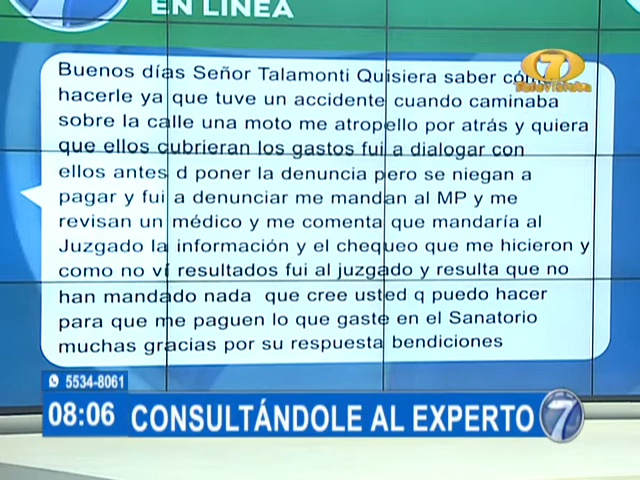 EN LÍNEA
7
Televisiete
Buenos días Señor Talamonti Quisiera saber cómo
hacerle ya que tuve un accidente cuando caminaba
sobre la calle una moto me atropello por atrás y quiera
que ellos cubrieran los gastos fui a dialogar con
ellos antes d poner la denuncia pero se niegan a
pagar y fui a denunciar me mandan al MP y me
revisan un médico y me comenta que mandaría al
Juzgado la información y el chequeo que me hicieron y
como no ví resultados fui al juzgado y resulta que no
han mandado nada que cree usted q puedo hacer
para que me paguen lo que gaste en el Sanatorio
muchas gracias por su respuesta bendiciones
5534-8061
08:06 CONSULTÁNDOLE AL EXPERTO 7